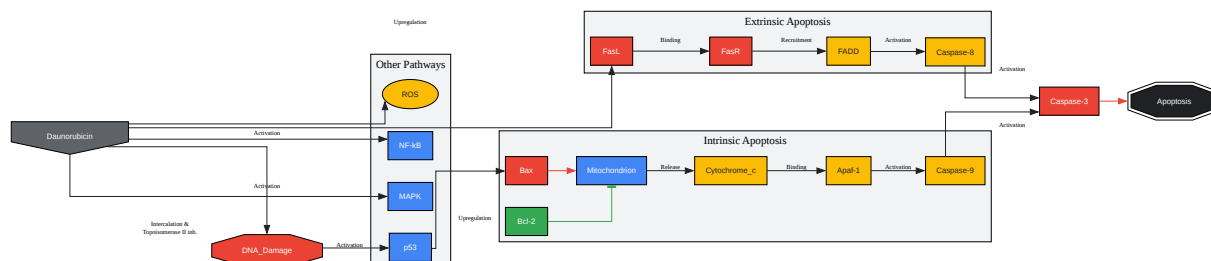 Upregulation
Extrinsic Apoptosis
FasL
Binding
FasR
Recruitment
FADD
Activation
Caspase-8
Activation
Other Pathways
ROS
Daunorubicin
Activation
NF-kB
Caspase-3
Apoptosis
Activation
Intrinsic Apoptosis
Bax
Mitochondrion
Release
Cytochrome_c
Binding
Apaf-1
Activation
Caspase-9
Activation
MAPK
Upregulation
Bcl-2
Intercalation &
Topoisomerase II inh.
DNA_Damage
Activation
p53